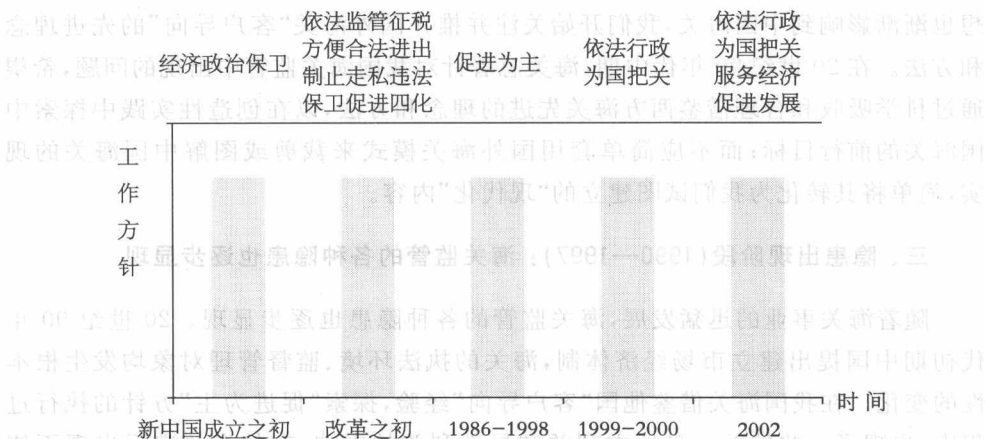 经济政治保卫
依法监管征税
方便合法进出
制止走私违法
保卫促进四化
促进为主
依法行政
为国把关
依法行政
为国把关
服务经济
促进发展
工作方针
时间
新中国成立之初
改革之初
1986-1998
1999-2000
2002